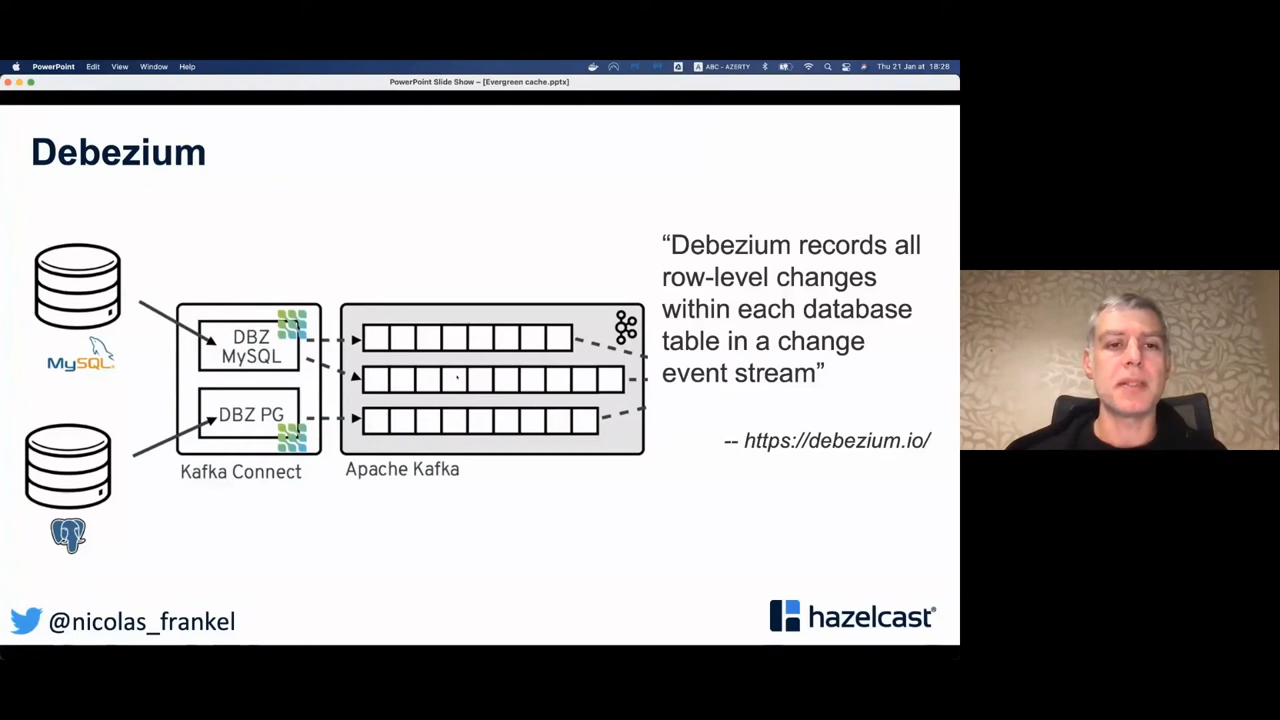 PowerPoint Edit View Window Help
ABC - AZERTY
Thu 21 Jan at 18:28
PowerPoint Slide Show – [Evergreen cache.pptx]
Debezium
MySQL
DBZ
MySQL
DBZ PG
Kafka Connect
Apache Kafka
“Debezium records all
row-level changes
within each database
table in a change
event stream”
-- https://debezium.io/
@nicolas_frankel
hazelcast